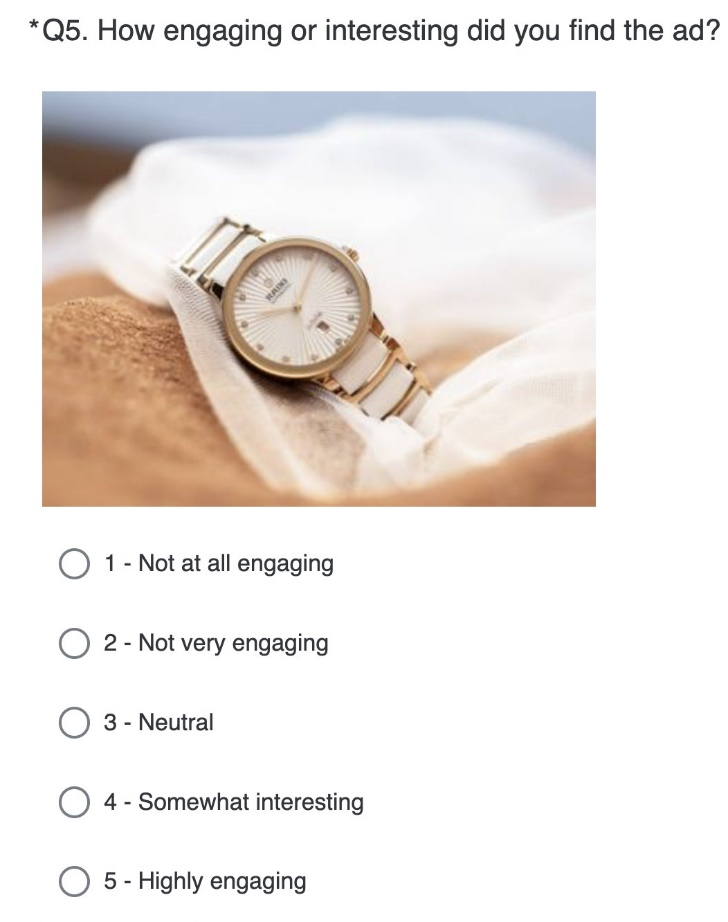 *Q5. How engaging or interesting did you find the ad?
RADO
1 - Not at all engaging
2 - Not very engaging
3 - Neutral
4 - Somewhat interesting
5 - Highly engaging